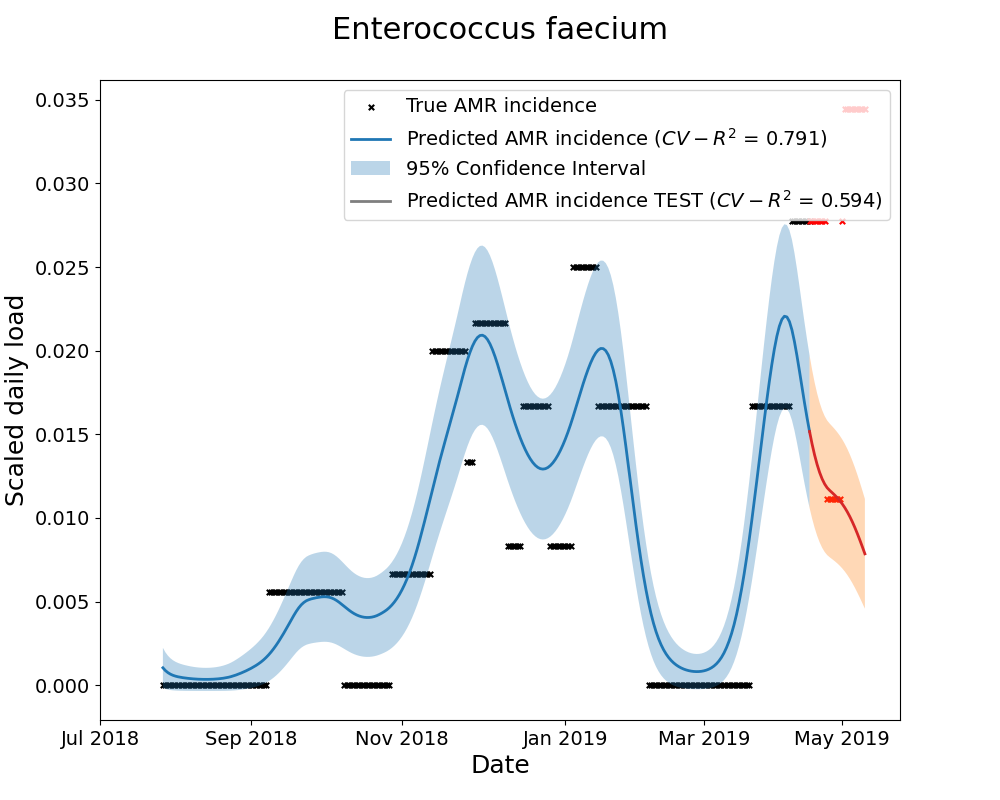 Enterococcus faecium
True AMR incidence
Predicted AMR incidence (CV − R² = 0.791)
95% Confidence Interval
Predicted AMR incidence TEST (CV − R² = 0.594)
Scaled daily load
0.035
0.030
0.025
0.020
0.015
0.010
0.005
0.000
Jul 2018 Sep 2018 Nov 2018 Jan 2019 Mar 2019 May 2019
Date